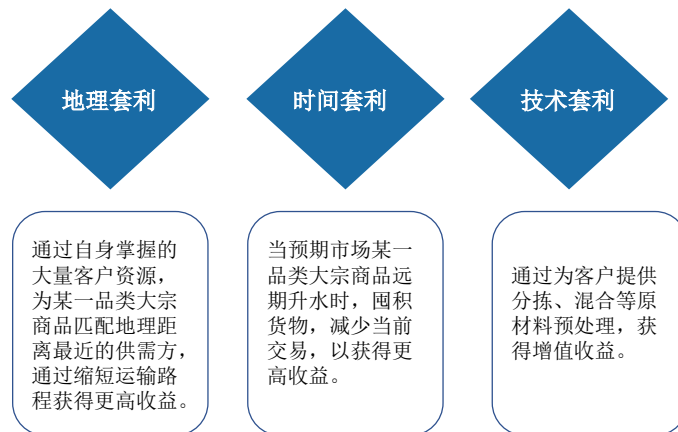 地理套利
时间套利
技术套利
通过自身掌握的
大量客户资源，
为某一品类大宗
商品匹配地理距
离最近的供需方，
通过缩短运输路
程获得更高收益。
当预期市场某一
品类大宗商品远
期升水时，囤积
货物，减少当前
交易，以获得更
高收益。
通过为客户提供
分拣、混合等原
材料预处理，获
得增值收益。